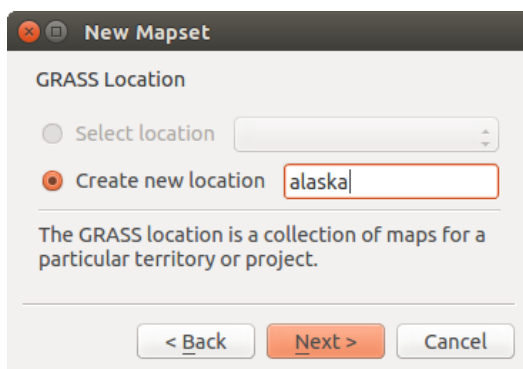 New Mapset
GRASS Location
Select location
Create new location alaska
The GRASS location is a collection of maps for a
particular territory or project.
< Back Next > Cancel